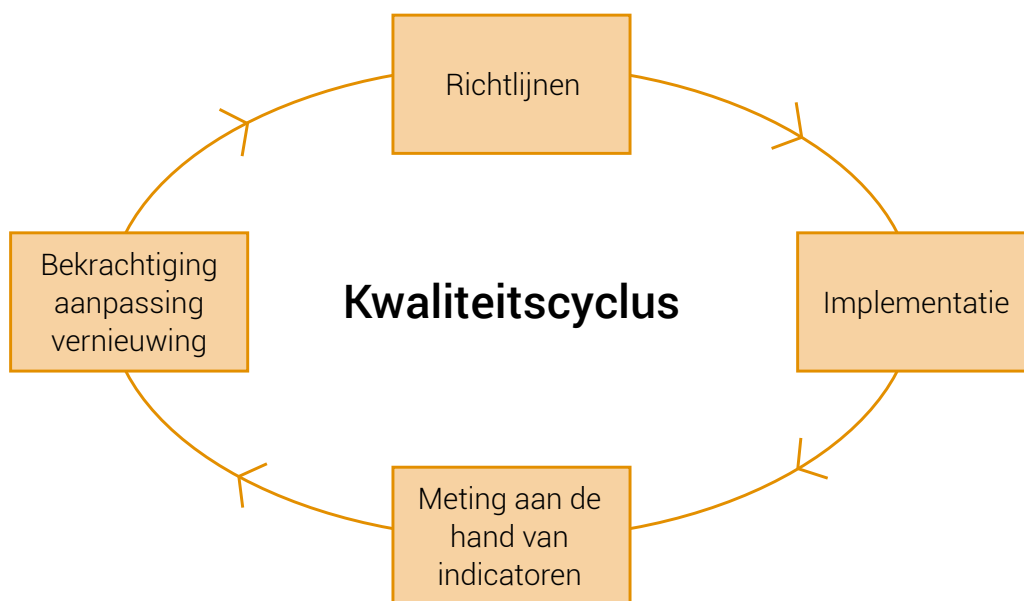 Richtlijnen
Bekrachtiging
aanpassing
vernieuwing
Kwaliteitscyclus
Implementatie
Meting aan de
hand van
indicatoren